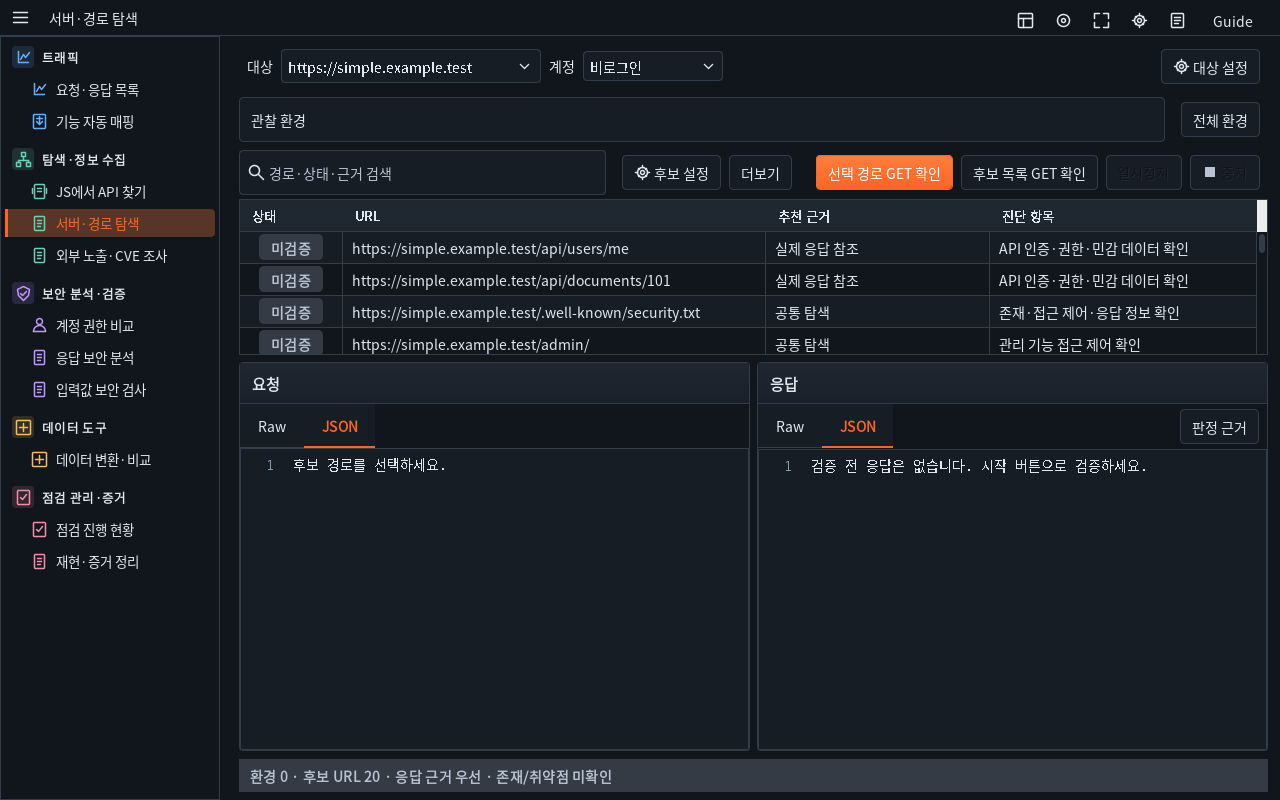 서버·경로 탐색
Guide
트래픽
요청·응답 목록
기능 자동 매핑
탐색·정보 수집
JS에서 API 찾기
서버·경로 탐색
외부 노출·CVE 조사
보안 분석·검증
계정 권한 비교
응답 보안 분석
입력값 보안 검사
데이터 도구
데이터 변환·비교
점검 관리·증거
점검 진행 현황
재현·증거 정리
대상 https://simple.example.test 계정 비로그인 대상 설정
관찰 환경 전체 환경
경로·상태·근거 검색 후보 설정 더보기 선택 경로 GET 확인 후보 목록 GET 확인
상태 URL 추천 근거 진단 항목
미검증 https://simple.example.test/api/users/me 실제 응답 참조 API 인증·권한·민감 데이터 확인
미검증 https://simple.example.test/api/documents/101 실제 응답 참조 API 인증·권한·민감 데이터 확인
미검증 https://simple.example.test/.well-known/security.txt 공통 탐색 존재·접근 제어·응답 정보 확인
미검증 https://simple.example.test/admin/ 공통 탐색 관리 기능 접근 제어 확인
요청
Raw JSON
1 후보 경로를 선택하세요.
응답
Raw JSON 판정 근거
1 검증 전 응답은 없습니다. 시작 버튼으로 검증하세요.
환경 0 · 후보 URL 20 · 응답 근거 우선 · 존재/취약점 미확인